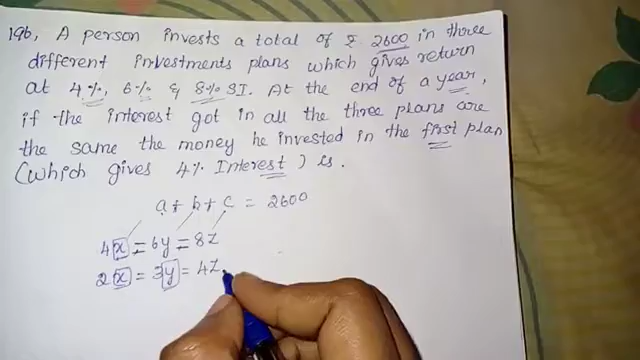 196, A person invests a total of ₹ 2600 in three
different investments plans which gives return
at 4%, 6% & 8% SI. At the end of a year,
if the interest got in all the three plans are
the same the money he invested in the first plan
(which gives 4% Interest) is.
a + b + c = 2600
4x = 6y = 8z
2x = 3y = 4z